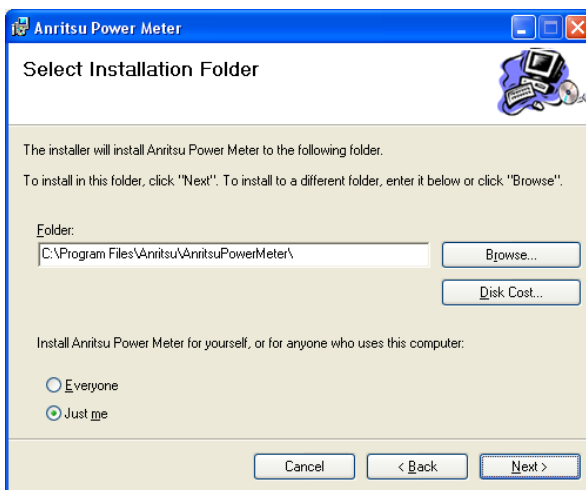 Anritsu Power Meter
Select Installation Folder
The installer will install Anritsu Power Meter to the following folder.
To install in this folder, click "Next". To install to a different folder, enter it below or click "Browse".
Folder:
C:\Program Files\Anritsu\AnritsuPowerMeter\
Browse...
Disk Cost...
Install Anritsu Power Meter for yourself, or for anyone who uses this computer:
Everyone
Just me
Cancel
< Back
Next >